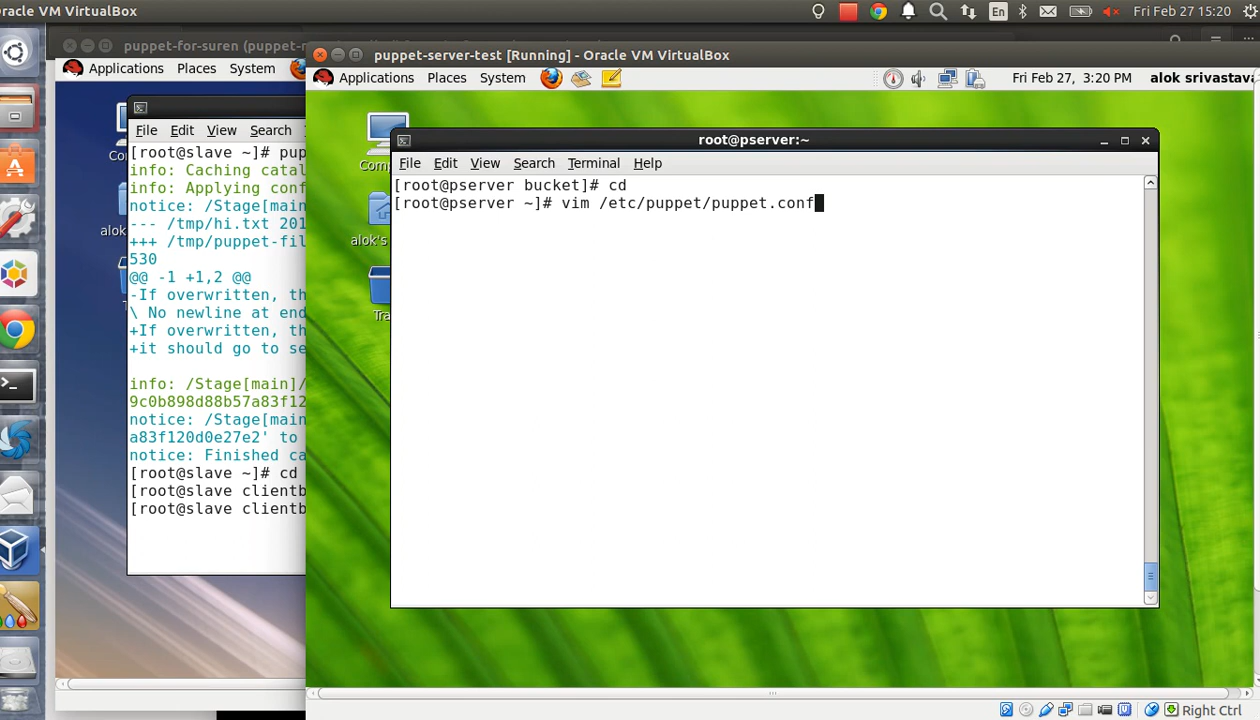 Oracle VM VirtualBox
En
Fri Feb 27 15:20
puppet-for-suren (puppet-
puppet-server-test [Running] - Oracle VM VirtualBox
Applications Places System
Applications Places System
Fri Feb 27, 3:20 PM alok srivastava
File Edit View Search
[root@slave ~]# pup
info: Caching catal
info: Applying conf
notice: /Stage[main
--- /tmp/hi.txt 201
+++ /tmp/puppet-fil
530
@@ -1 +1,2 @@
-If overwritten, th
\ No newline at end
+If overwritten, th
+it should go to se
info: /Stage[main]/
9c0b898d88b57a83f12
notice: /Stage[main
a83f120d0e27e2' to
notice: Finished ca
[root@slave ~]# cd
[root@slave clientb
[root@slave clientb
Comp
alok's
Tra
root@pserver:~
File Edit View Search Terminal Help
[root@pserver bucket]# cd
[root@pserver ~]# vim /etc/puppet/puppet.conf
Right Ctrl